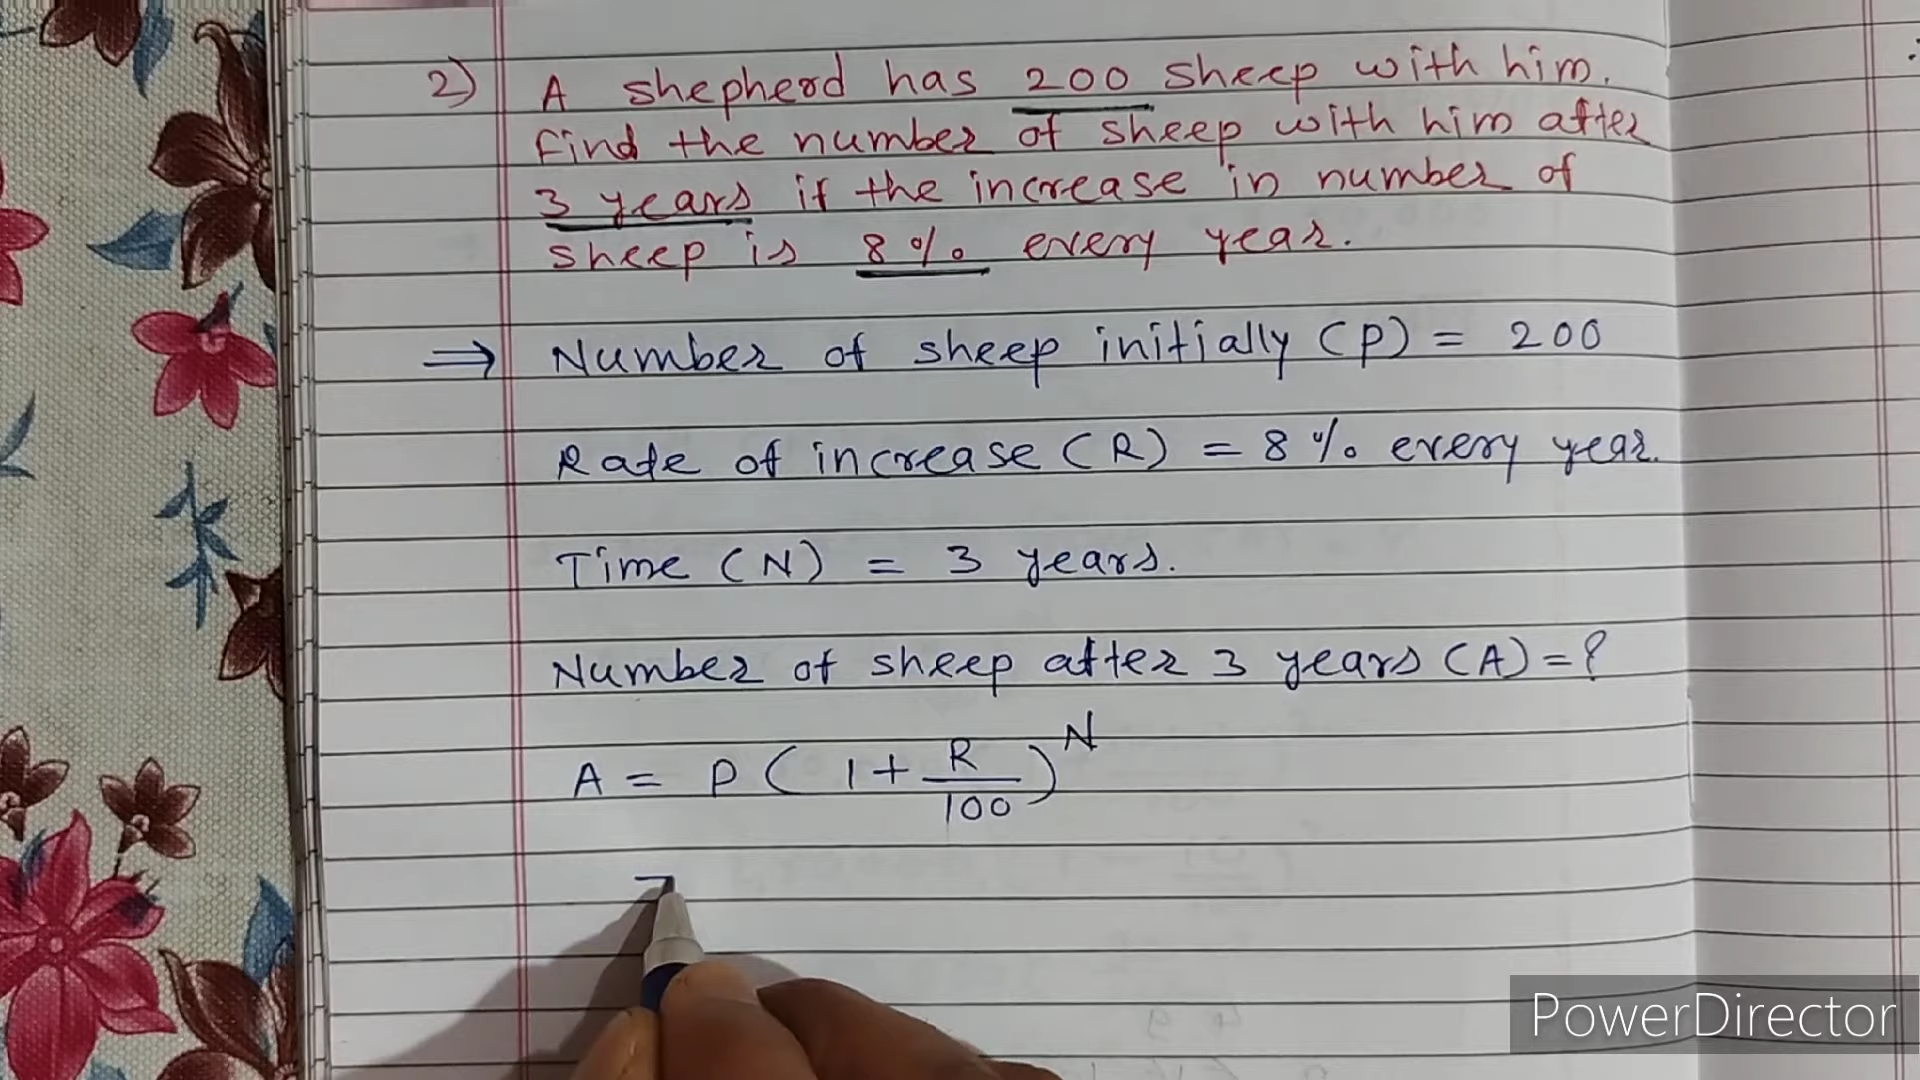 2) A shepherd has 200 sheep with him.
Find the number of sheep with him after
3 years if the increase in number of
sheep is 8% every year.
⇒ Number of sheep initially (P) = 200
Rate of increase (R) = 8% every year.
Time (N) = 3 years.
Number of sheep after 3 years (A) = ?
A = P ( 1 + R/100 )^N
PowerDirector